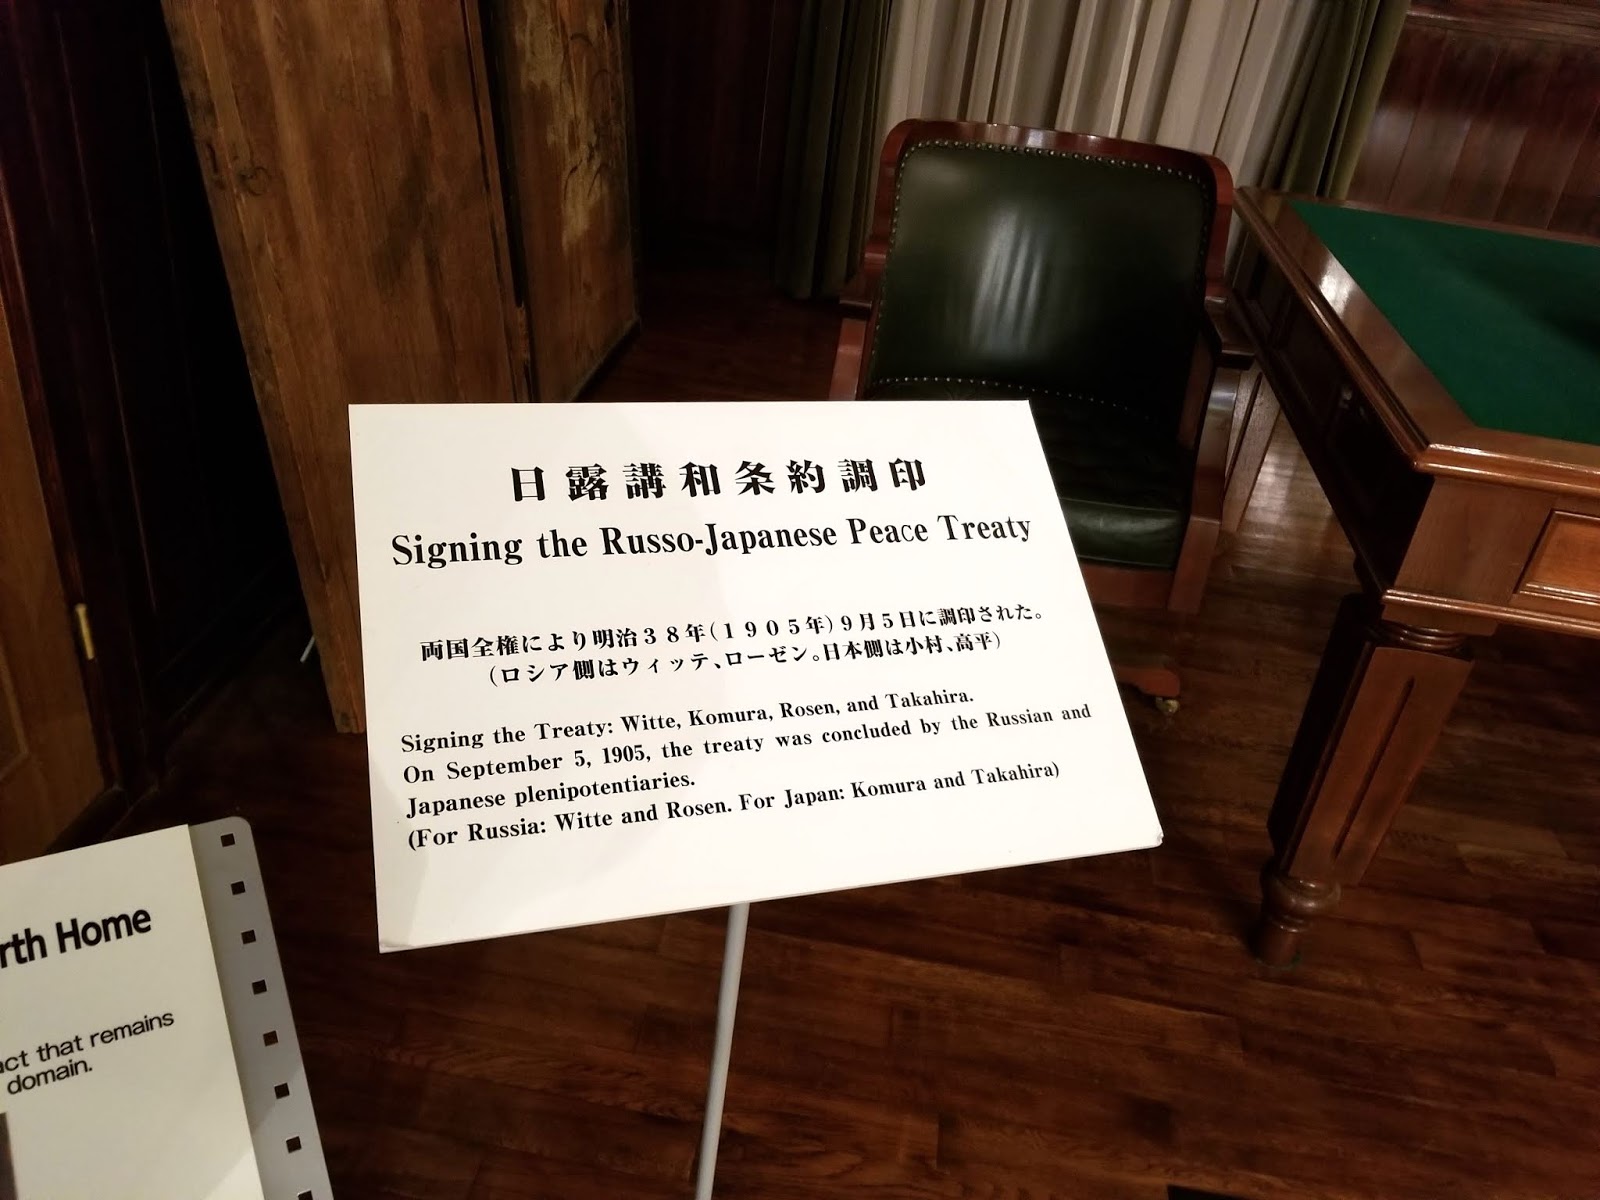 日露講和条約調印
Signing the Russo-Japanese Peace Treaty
両国全権により明治38年(1905年)9月5日に調印された。
(ロシア側はウィッテ、ローゼン。日本側は小村、高平)
Signing the Treaty: Witte, Komura, Rosen, and Takahira.
On September 5, 1905, the treaty was concluded by the Russian and
Japanese plenipotentiaries.
(For Russia: Witte and Rosen. For Japan: Komura and Takahira)
Home
that remains
domain.